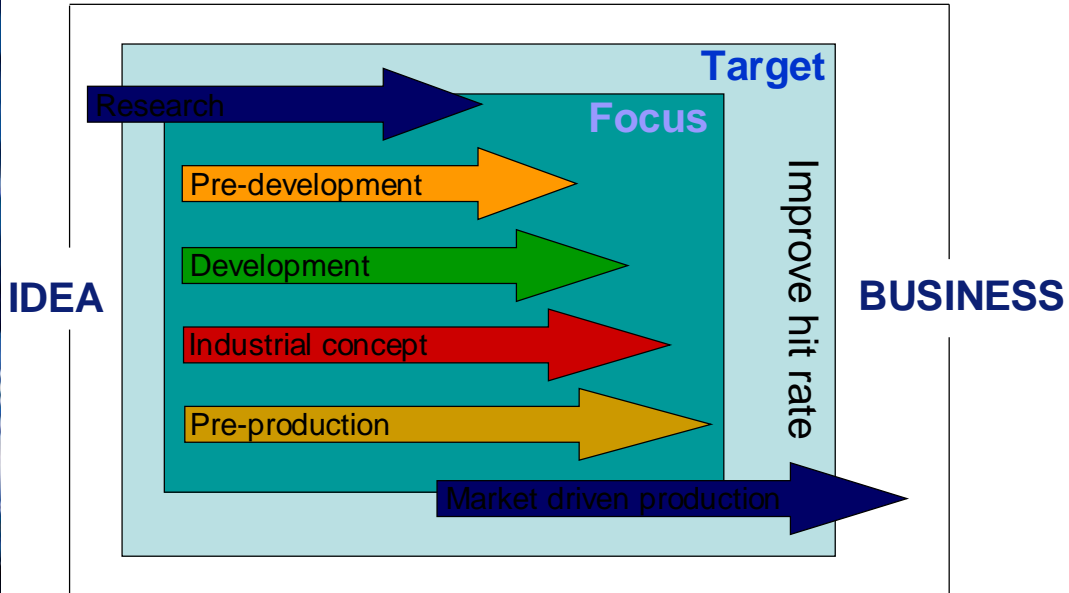 Target
Research
Focus
Pre-development
Development
IDEA
BUSINESS
Industrial concept
Pre-production
Market driven production
Improve hit rate